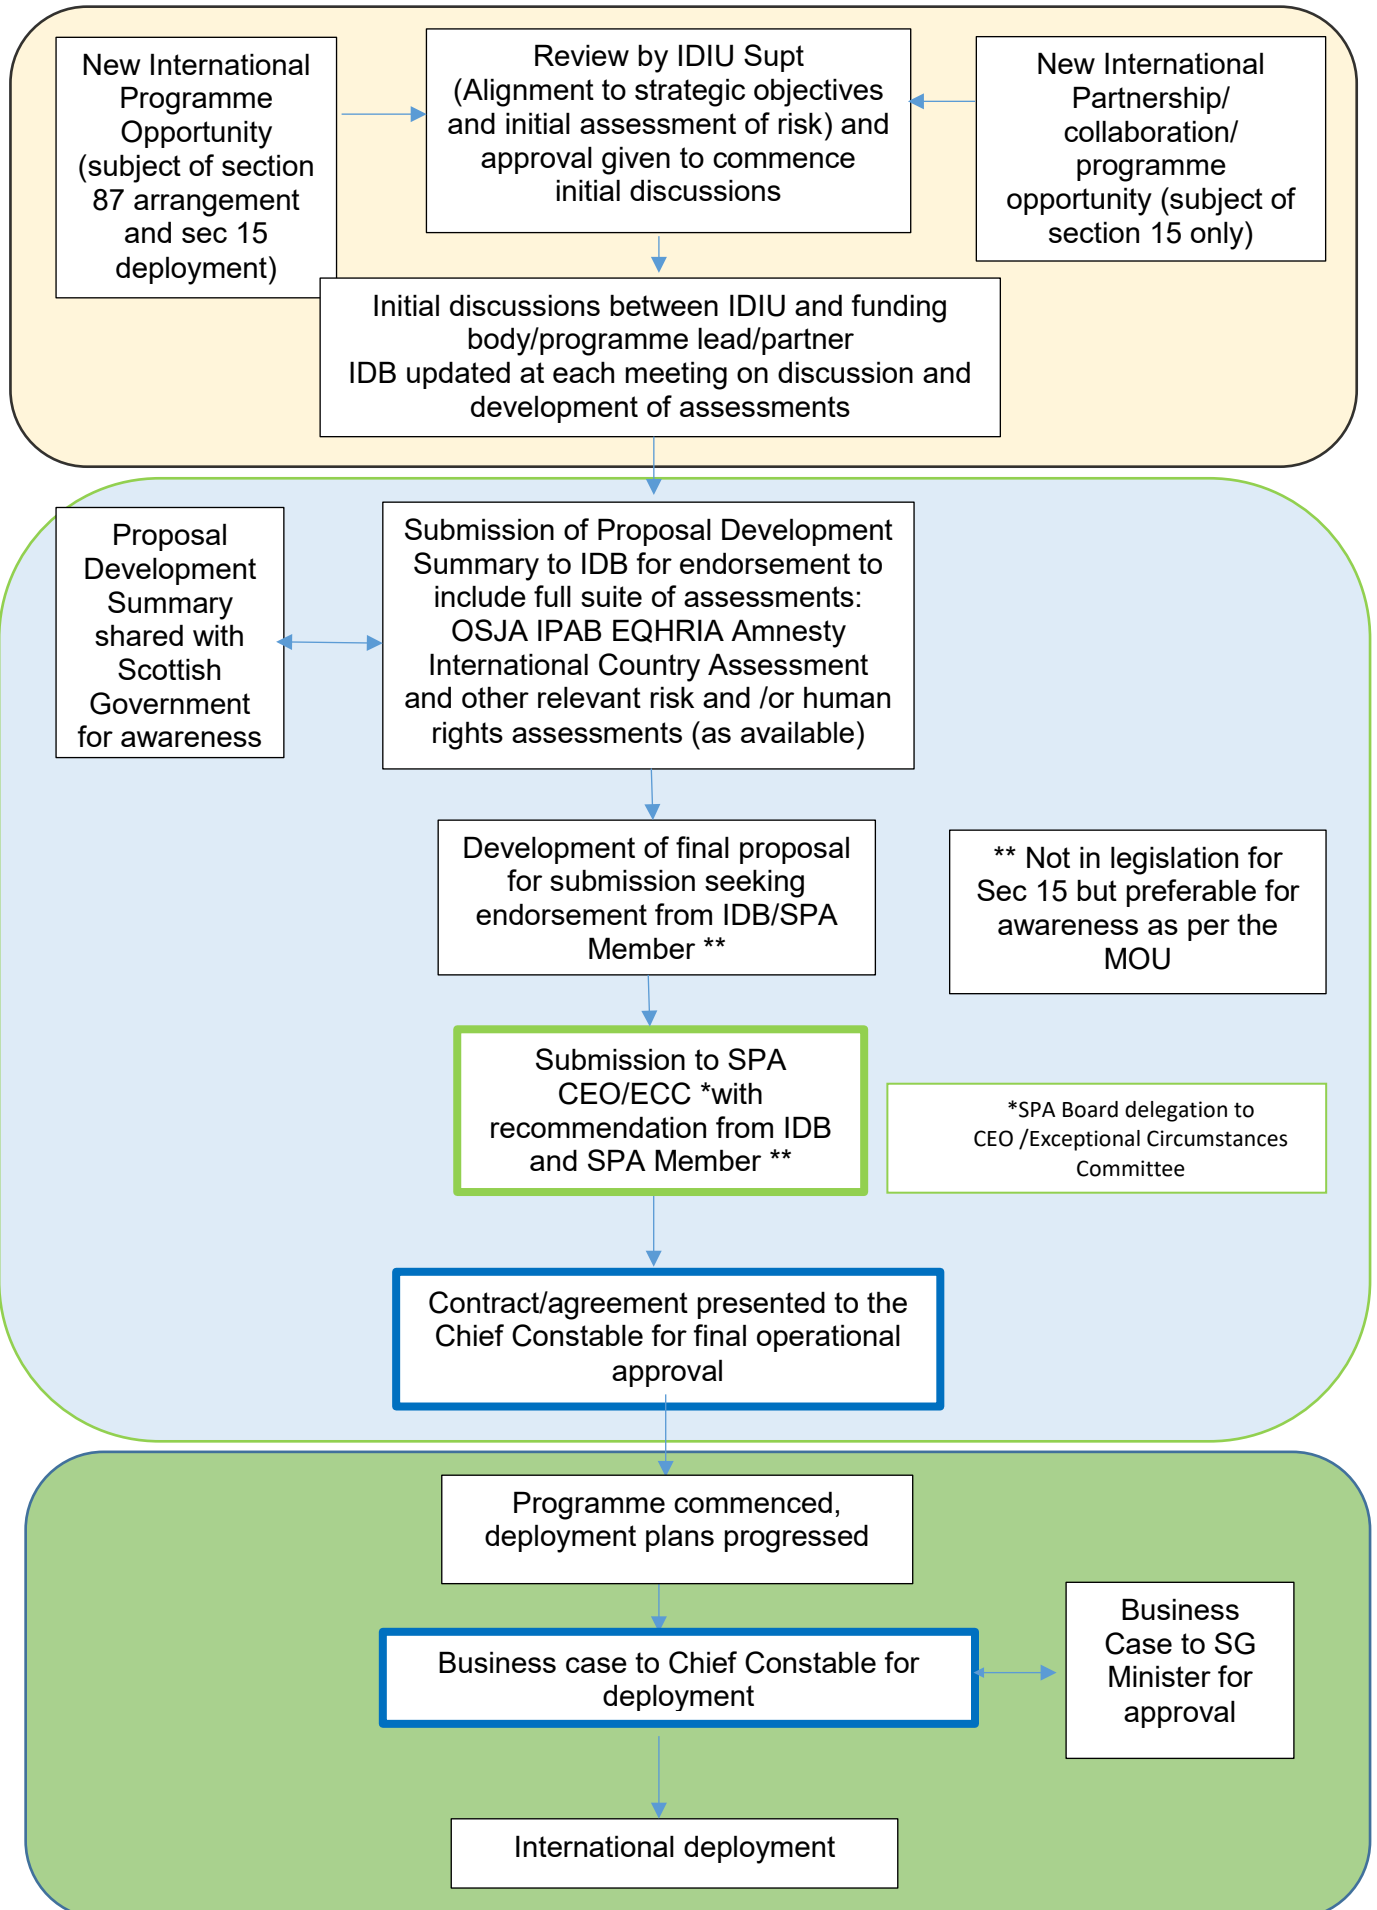 New International
Programme
Opportunity
(subject of section
87 arrangement
and sec 15
deployment)
Review by IDIU Supt
(Alignment to strategic objectives
and initial assessment of risk) and
approval given to commence
initial discussions
New International
Partnership/
collaboration/
programme
opportunity (subject of
section 15 only)
Initial discussions between IDIU and funding
body/programme lead/partner
IDB updated at each meeting on discussion and
development of assessments
Proposal
Development
Summary
shared with
Scottish
Government
for awareness
Submission of Proposal Development
Summary to IDB for endorsement to
include full suite of assessments:
OSJA IPAB EQHRIA Amnesty
International Country Assessment
and other relevant risk and /or human
rights assessments (as available)
Development of final proposal
for submission seeking
endorsement from IDB/SPA
Member **
** Not in legislation for
Sec 15 but preferable for
awareness as per the
MOU
Submission to SPA
CEO/ECC *with
recommendation from IDB
and SPA Member **
*SPA Board delegation to
CEO /Exceptional Circumstances
Committee
Contract/agreement presented to the
Chief Constable for final operational
approval
Programme commenced,
deployment plans progressed
Business case to Chief Constable for
deployment
Business
Case to SG
Minister for
approval
International deployment